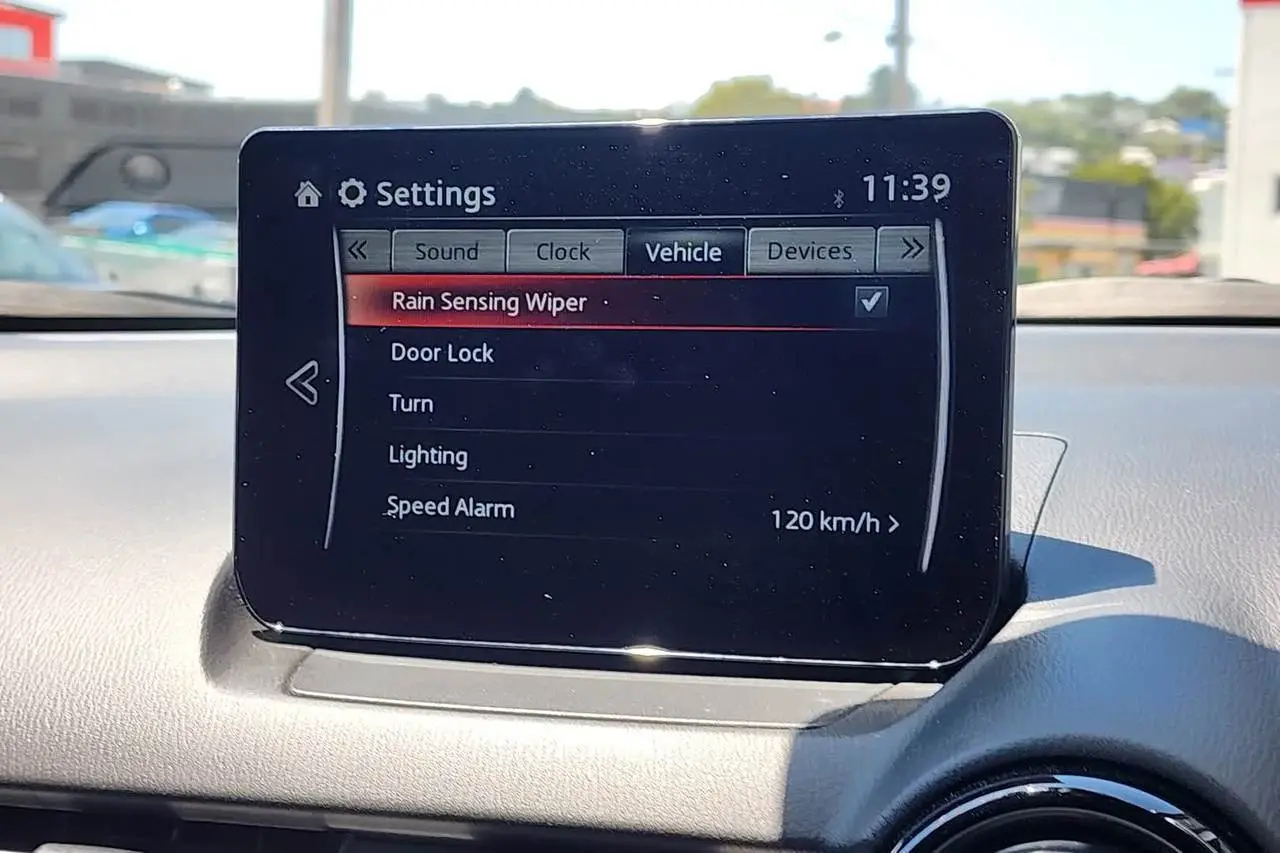 Settings 11:39
« Sound Clock Vehicle Devices »
Rain Sensing Wiper
Door Lock
Turn
Lighting
Speed Alarm 120 km/h >